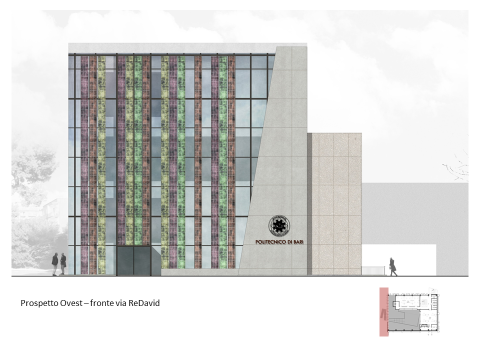 POLITECNICO DI BARI
Prospetto Ovest – fronte via ReDavid